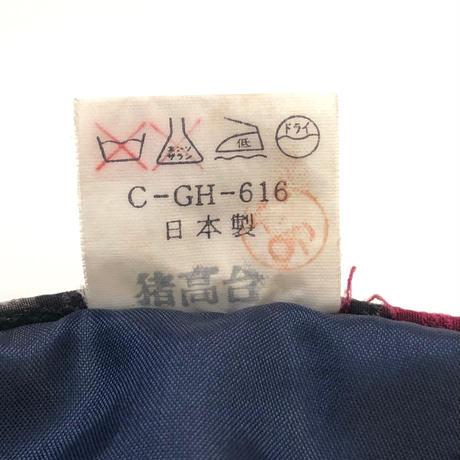 エンソ
サラシ
低
ドライ
C-GH-616
日本製
猪高台